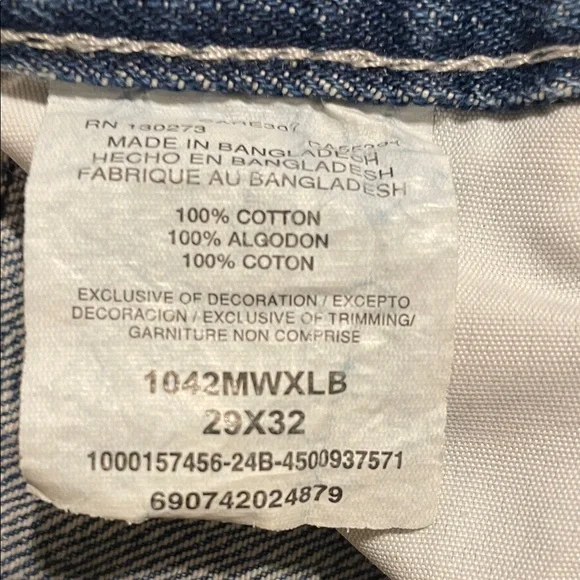 RN 130273
MADE IN BANGLADESH
HECHO EN BANGLADESH
FABRIQUE AU BANGLADESH
100% COTTON
100% ALGODON
100% COTON
EXCLUSIVE OF DECORATION / EXCEPTO
DECORACION / EXCLUSIVE OF TRIMMING/
GARNITURE NON COMPRISE
1042MWXLB
29X32
1000157456-24B-4500937571
690742024879